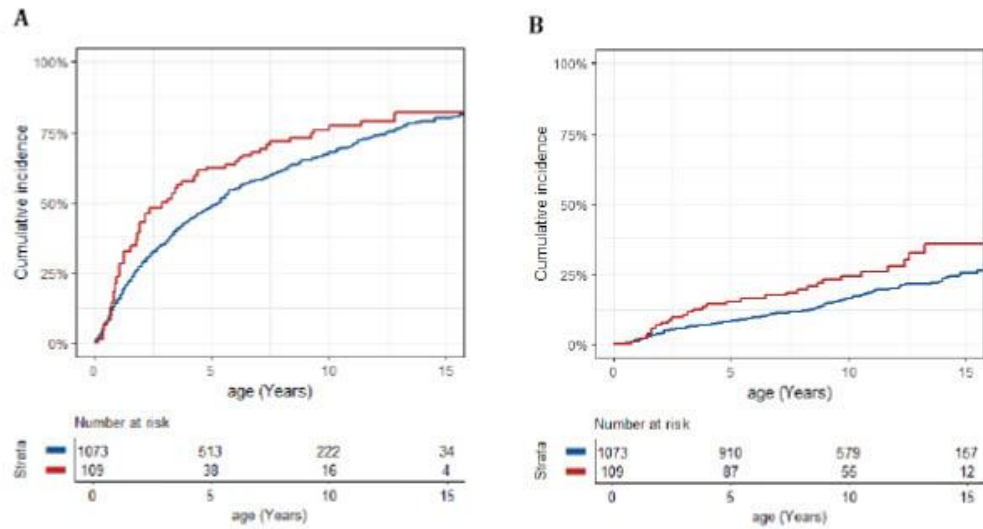 A
Cumulative incidence
100%
75%
50%
25%
0%
0 5 10 15
age (Years)
Number at risk
Strata
1073 513 222 34
109 38 16 4
0 5 10 15
age (Years)
B
Cumulative incidence
100%
75%
50%
25%
0%
0 5 10 15
age (Years)
Number at risk
Strata
1073 910 579 167
109 87 55 12
0 5 10 15
age (Years)